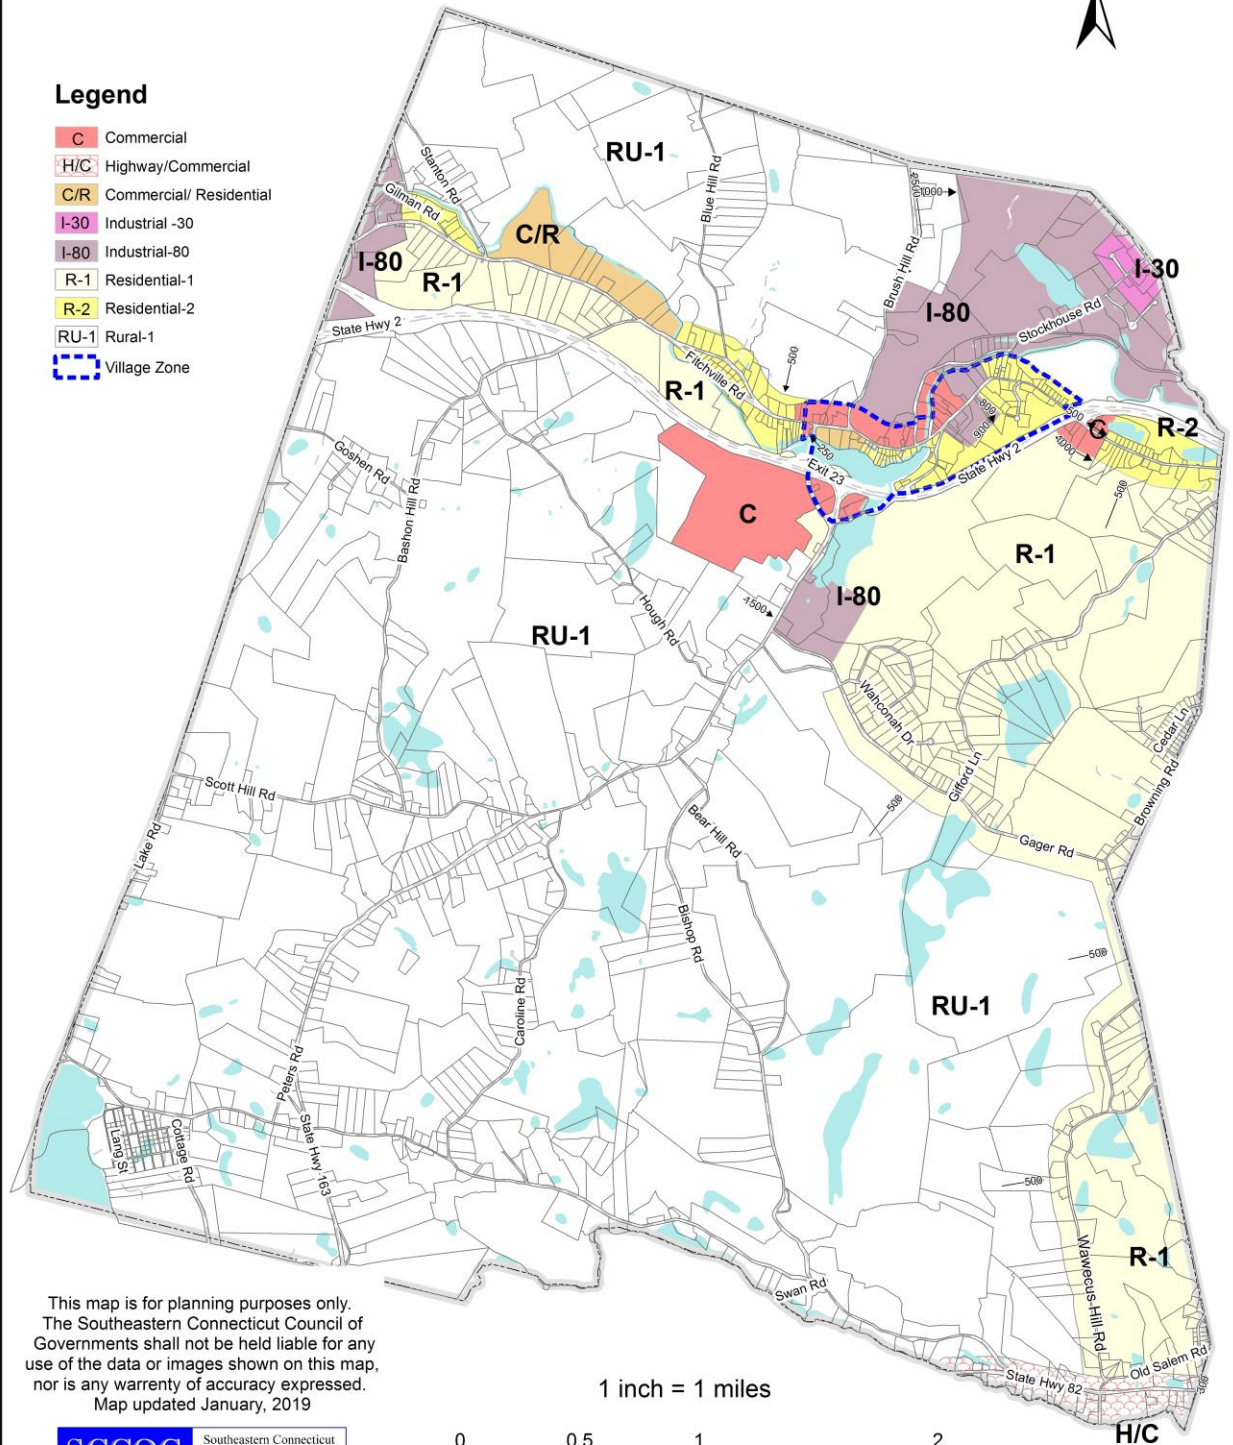 Legend
C Commercial
H/C Highway/Commercial
C/R Commercial/ Residential
I-30 Industrial -30
I-80 Industrial-80
R-1 Residential-1
R-2 Residential-2
RU-1 Rural-1
Village Zone
RU-1
Stanton Rd
Blue Hill Rd
2500
1000
Gilman Rd
C/R
Brush Hill Rd
I-80
R-1
I-30
I-80
Stockhouse Rd
State Hwy 2
500
Fitchville Rd
R-1
800
900
500
C
R-2
1000
250
Exit 23
State Hwy 2
500
Goshen Rd
Bashon Hill Rd
C
R-1
I-80
1500
Hough Rd
RU-1
Wahconah Dr
Cedar Ln
Gifford Ln
Browning Rd
Scott Hill Rd
500
Bear Hill Rd
Lake Rd
Gager Rd
Bishop Rd
500
Caroline Rd
RU-1
Peters Rd
Lang St
Cottage Rd
State Hwy 163
500
Wawecus-Hill-Rd
R-1
Swan Rd
Old Salem Rd
State Hwy 82
300
H/C
This map is for planning purposes only.
The Southeastern Connecticut Council of
Governments shall not be held liable for any
use of the data or images shown on this map,
nor is any warrenty of accuracy expressed.
Map updated January, 2019
1 inch = 1 miles
0 0.5 1 2
SCCOG
Southeastern Connecticut